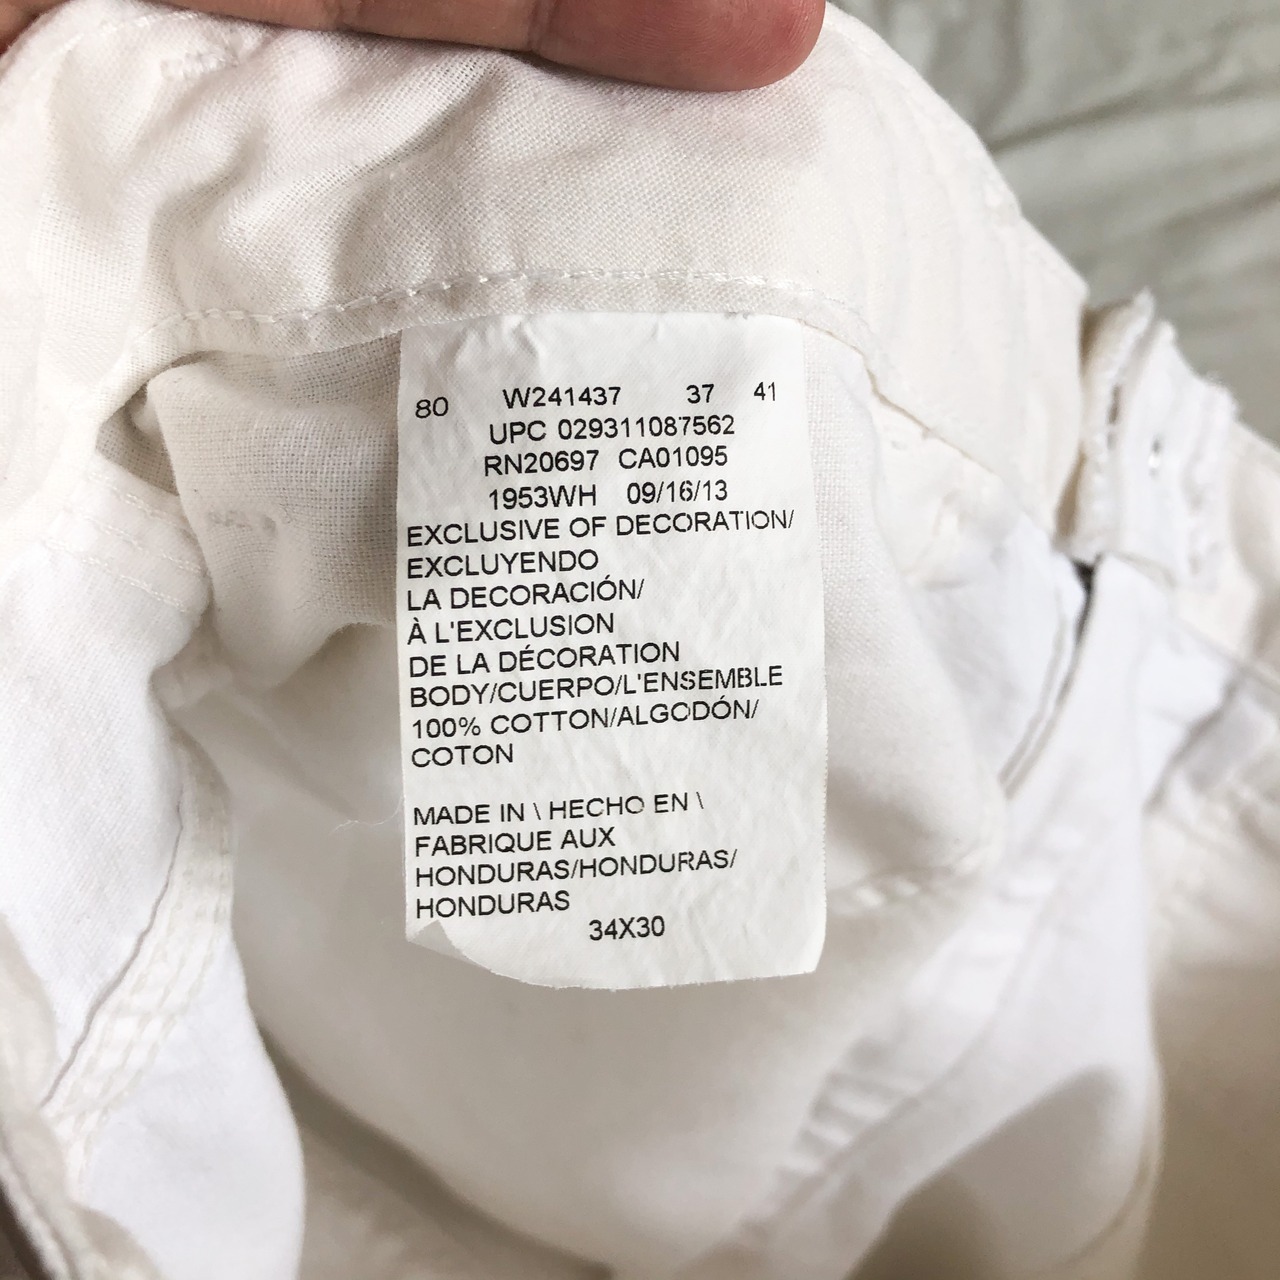 80 W241437 37 41
UPC 029311087562
RN20697 CA01095
1953WH 09/16/13
EXCLUSIVE OF DECORATION/
EXCLUYENDO
LA DECORACIÓN/
À L'EXCLUSION
DE LA DÉCORATION
BODY/CUERPO/L'ENSEMBLE
100% COTTON/ALGODÓN/
COTON
MADE IN \ HECHO EN \
FABRIQUE AUX
HONDURAS/HONDURAS/
HONDURAS
34X30